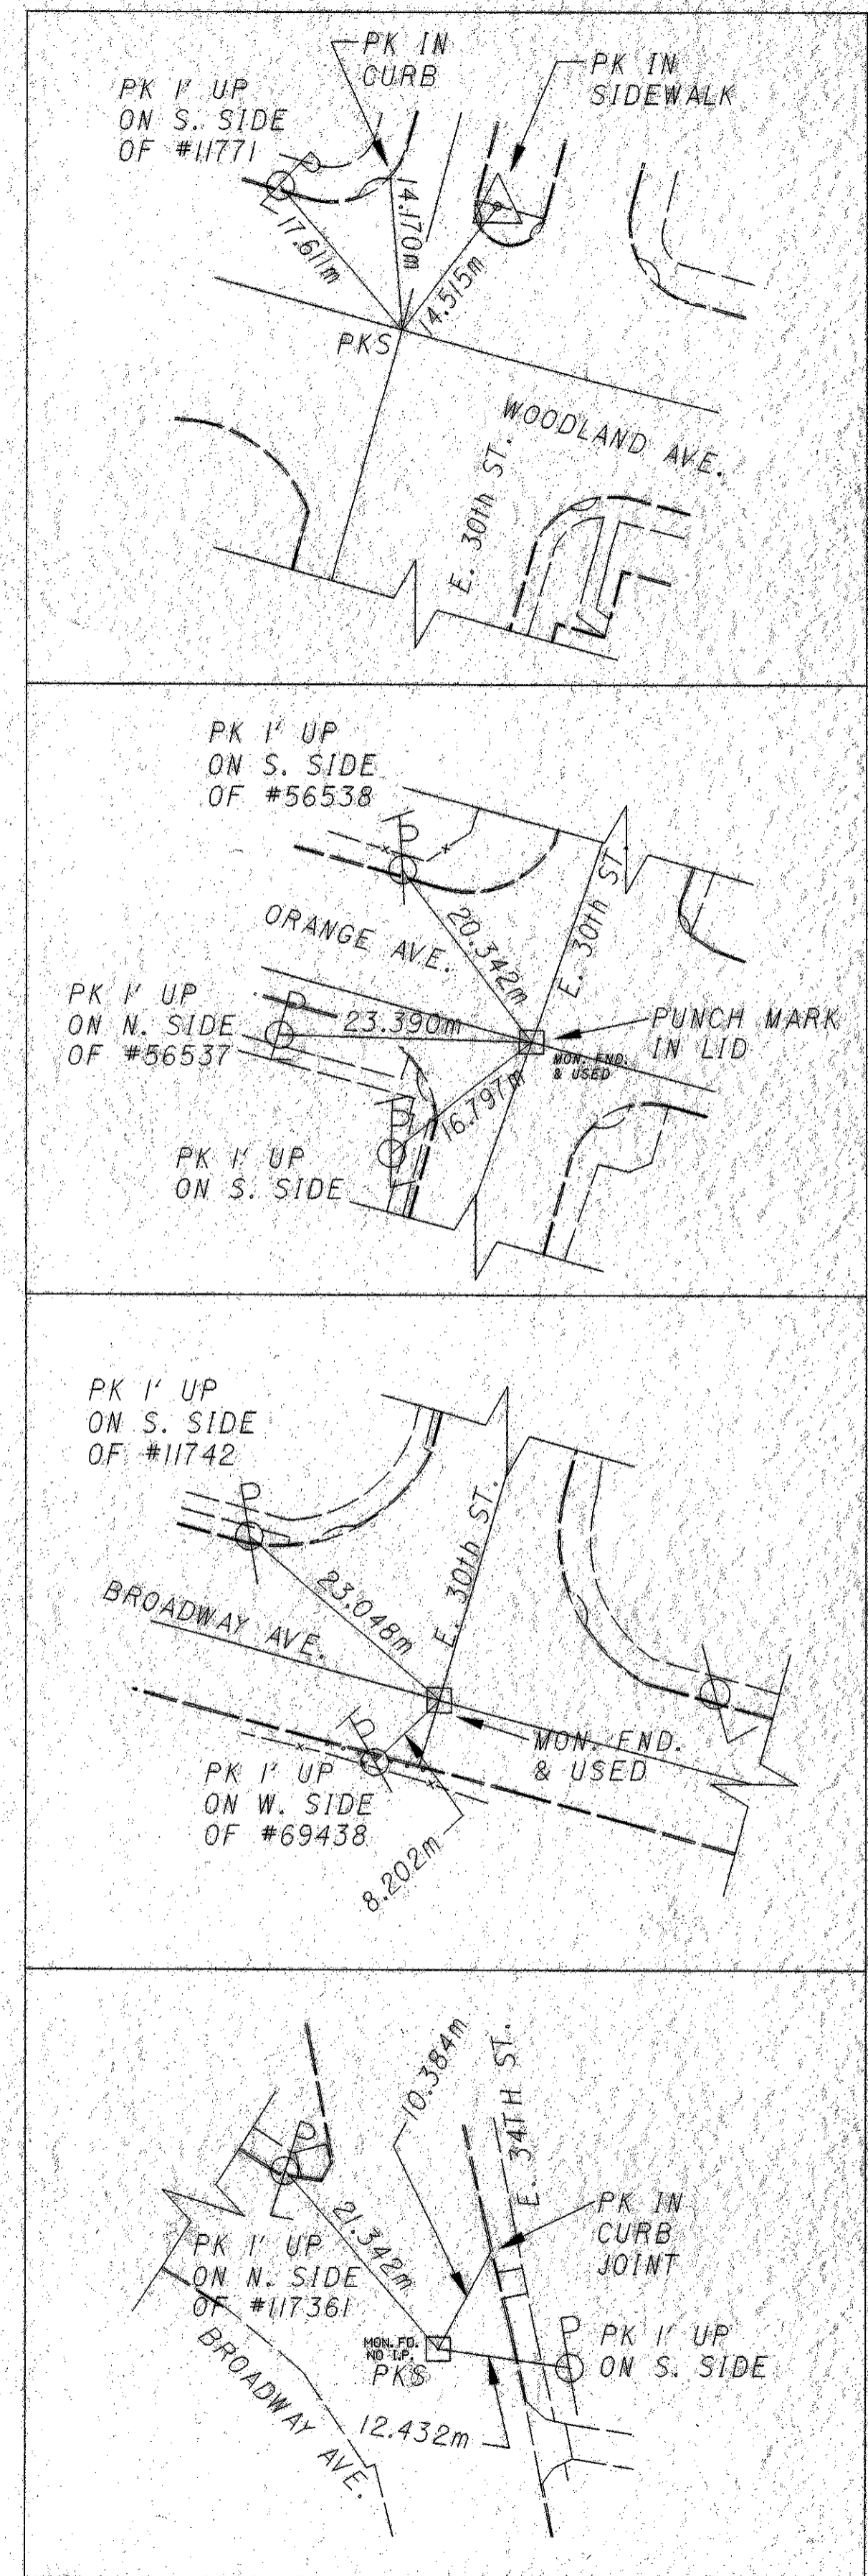 PK IN
CURB
PK IN
SIDEWALK
PK 1' UP
ON S. SIDE
OF #11771
17.611m
14.170m
14.515m
PKS
WOODLAND AVE.
E. 30th ST.
PK 1' UP
ON S. SIDE
OF #56538
ORANGE AVE.
20.342m
E. 30th ST.
PK 1' UP
ON N. SIDE
OF #56537
23.390m
PUNCH MARK
IN LID
MON. FND.
& USED
16.797m
PK 1' UP
ON S. SIDE
PK 1' UP
ON S. SIDE
OF #11742
BROADWAY AVE.
23.048m
E. 30th ST.
MON. FND.
& USED
PK 1' UP
ON W. SIDE
OF #69438
8.202m
10.384m
E. 34TH ST.
PK IN
CURB
JOINT
21.342m
PK 1' UP
ON N. SIDE
OF #117361
MON. FD.
NO I.P.
PKS
PK 1' UP
ON S. SIDE
12.432m
BROADWAY AVE.